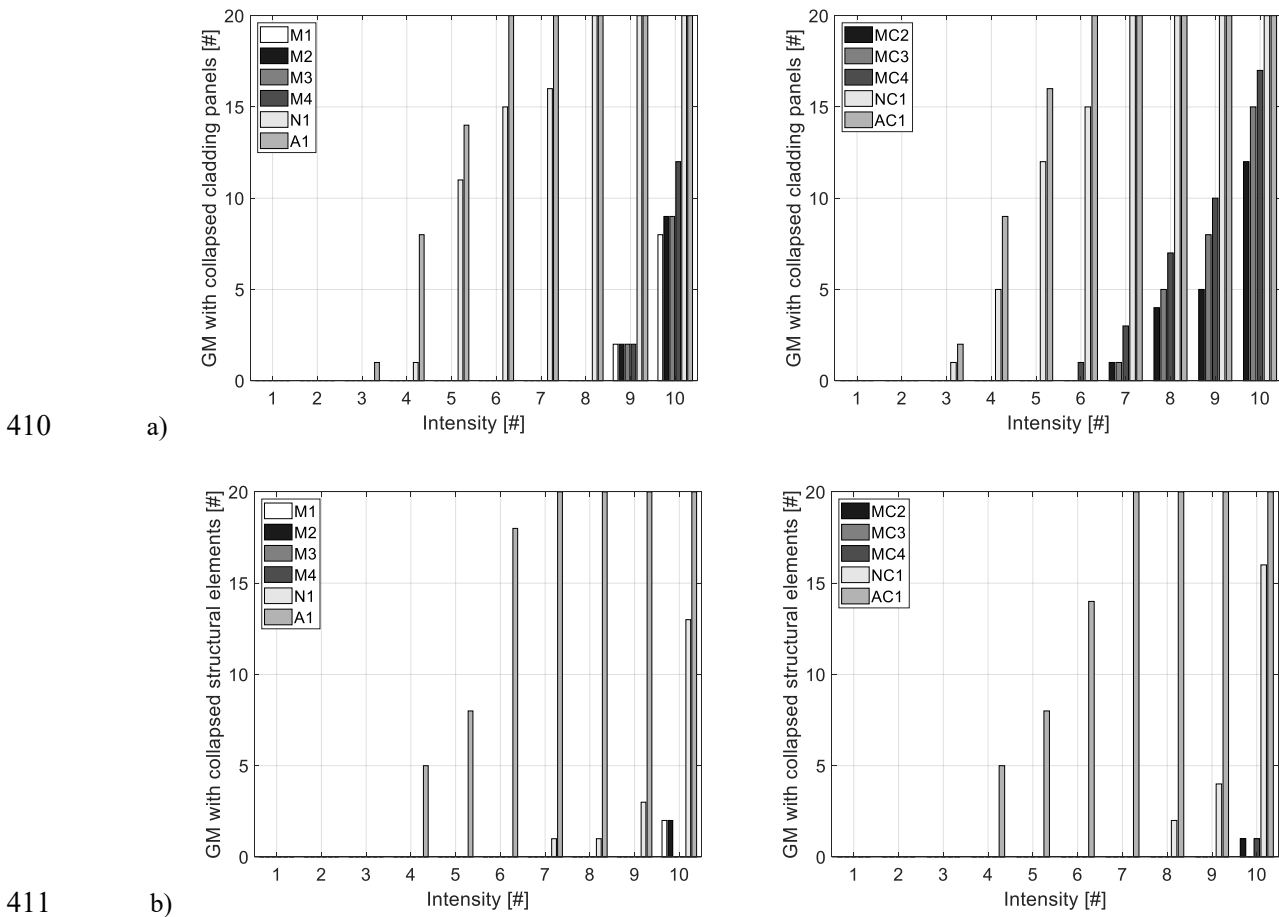 GM with collapsed cladding panels [#]
20
15
10
5
0
M1
M2
M3
M4
N1
A1
1 2 3 4 5 6 7 8 9 10
Intensity [#]
GM with collapsed cladding panels [#]
20
15
10
5
0
MC2
MC3
MC4
NC1
AC1
1 2 3 4 5 6 7 8 9 10
Intensity [#]
410 a)
GM with collapsed structural elements [#]
20
15
10
5
0
M1
M2
M3
M4
N1
A1
1 2 3 4 5 6 7 8 9 10
Intensity [#]
GM with collapsed structural elements [#]
20
15
10
5
0
MC2
MC3
MC4
NC1
AC1
1 2 3 4 5 6 7 8 9 10
Intensity [#]
411 b)